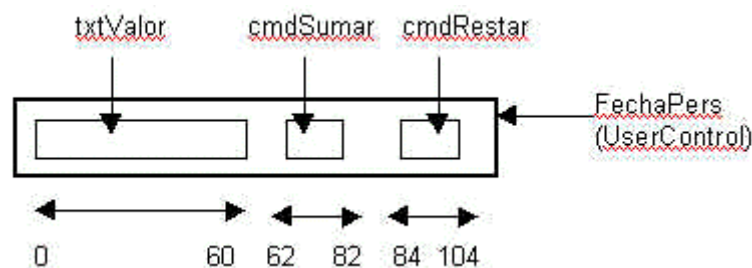 txtValor cmdSumar cmdRestar
FechaPers
(UserControl)
0 60 62 82 84 104